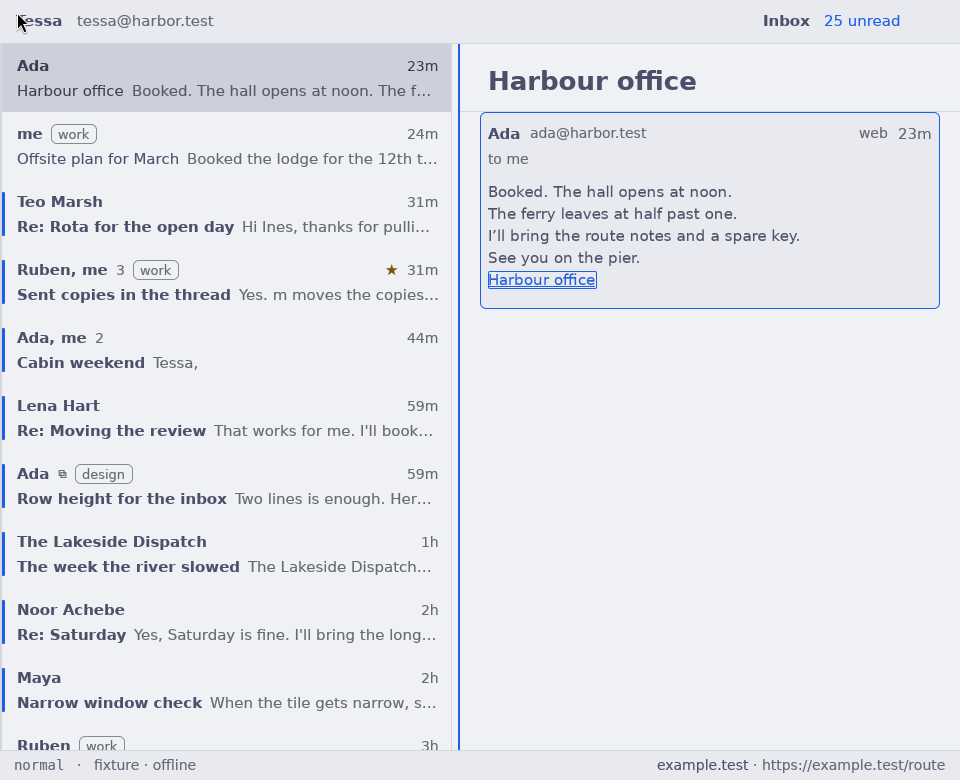 Tessa tessa@harbor.test Inbox 25 unread
Ada 23m
Harbour office Booked. The hall opens at noon. The f…
me work 24m
Offsite plan for March Booked the lodge for the 12th t…
Teo Marsh 31m
Re: Rota for the open day Hi Ines, thanks for pulli…
Ruben, me 3 work ★ 31m
Sent copies in the thread Yes. m moves the copies…
Ada, me 2 44m
Cabin weekend Tessa,
Lena Hart 59m
Re: Moving the review That works for me. I'll book…
Ada design 59m
Row height for the inbox Two lines is enough. Her…
The Lakeside Dispatch 1h
The week the river slowed The Lakeside Dispatch…
Noor Achebe 2h
Re: Saturday Yes, Saturday is fine. I'll bring the long…
Maya 2h
Narrow window check When the tile gets narrow, s…
Ruben work 3h
Harbour office
Ada ada@harbor.test web 23m
to me
Booked. The hall opens at noon.
The ferry leaves at half past one.
I’ll bring the route notes and a spare key.
See you on the pier.
Harbour office
normal · fixture · offline example.test · https://example.test/route